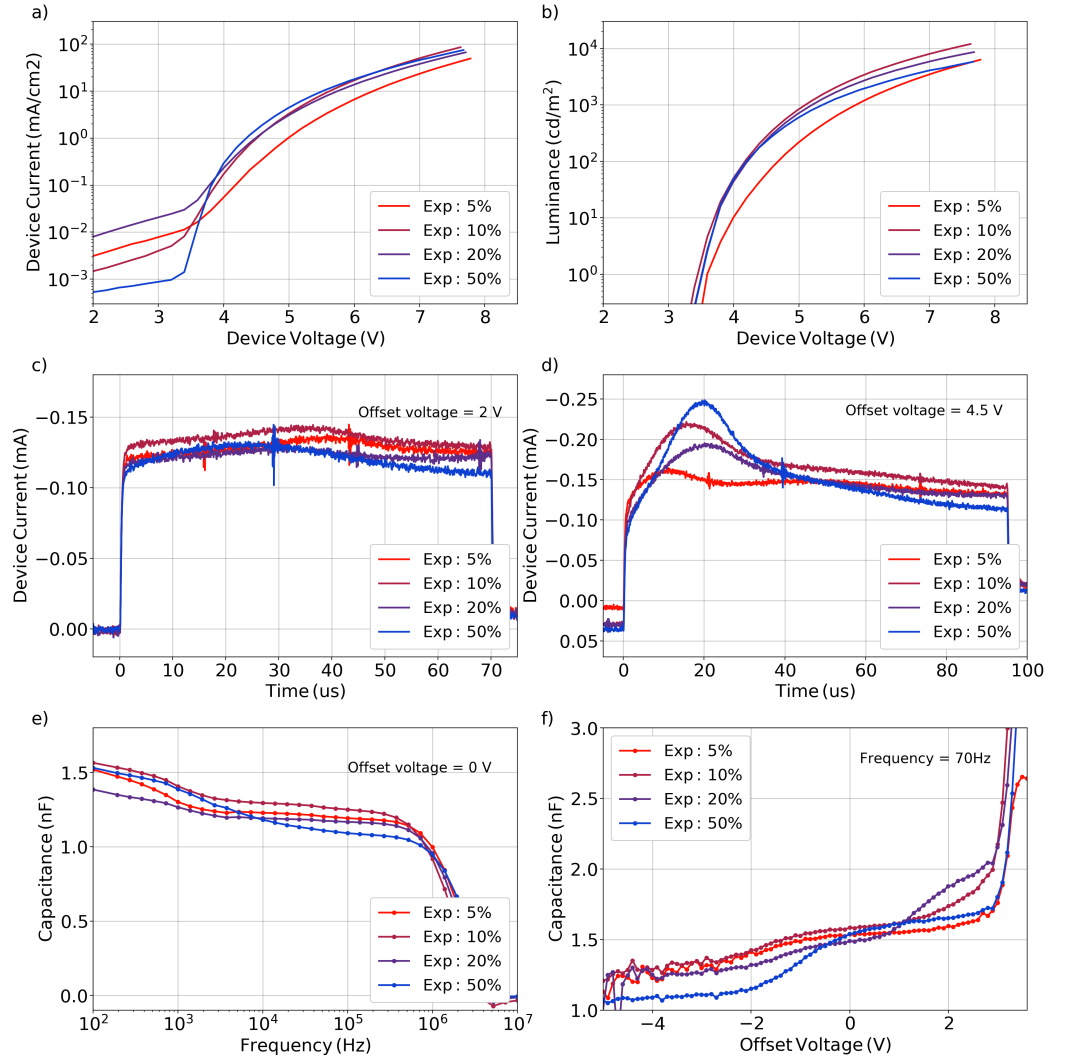 a)
Device Current (mA/cm2)
10²
10¹
10⁰
10⁻¹
10⁻²
10⁻³
Exp: 5%
Exp: 10%
Exp: 20%
Exp: 50%
2 3 4 5 6 7 8
Device Voltage (V)
b)
Luminance (cd/m²)
10⁴
10³
10²
10¹
10⁰
Exp: 5%
Exp: 10%
Exp: 20%
Exp: 50%
2 3 4 5 6 7 8
Device Voltage (V)
c)
Device Current (mA)
−0.15
−0.10
−0.05
0.00
Offset voltage = 2 V
Exp: 5%
Exp: 10%
Exp: 20%
Exp: 50%
0 10 20 30 40 50 60 70
Time (us)
d)
Device Current (mA)
−0.25
−0.20
−0.15
−0.10
−0.05
0.00
0.05
Offset voltage = 4.5 V
Exp: 5%
Exp: 10%
Exp: 20%
Exp: 50%
0 20 40 60 80 100
Time (us)
e)
Capacitance (nF)
1.5
1.0
0.5
0.0
Offset voltage = 0 V
Exp: 5%
Exp: 10%
Exp: 20%
Exp: 50%
10² 10³ 10⁴ 10⁵ 10⁶ 10⁷
Frequency (Hz)
f)
Capacitance (nF)
3.0
2.5
2.0
1.5
1.0
Exp: 5%
Exp: 10%
Exp: 20%
Exp: 50%
Frequency = 70Hz
−4 −2 0 2
Offset Voltage (V)